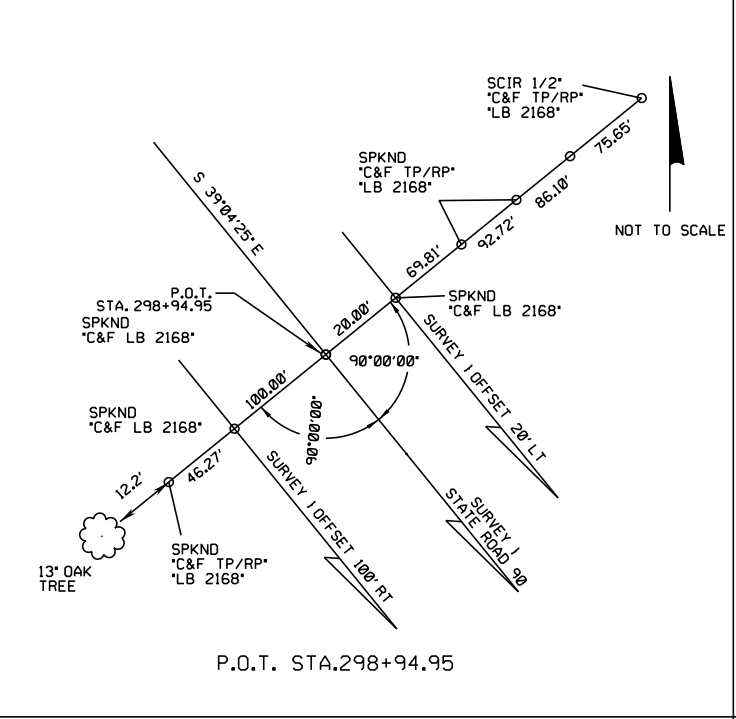 SCIR 1/2"
"C&F TP/RP"
"LB 2168"
75.65'
SPKND
"C&F TP/RP"
"LB 2168"
86.10'
NOT TO SCALE
92.72'
S 39°04'25" E
69.81'
P.O.T.
STA. 298+94.95
SPKND
"C&F LB 2168"
SPKND
"C&F LB 2168"
20.00'
90°00'00"
SURVEY 1 OFFSET 20' LT
100.00'
90°00'00"
SPKND
"C&F LB 2168"
46.27'
SURVEY 1 OFFSET 100' RT
SURVEY 1
STATE ROAD 90
12.2'
SPKND
"C&F TP/RP"
"LB 2168"
13" OAK
TREE
P.O.T. STA.298+94.95